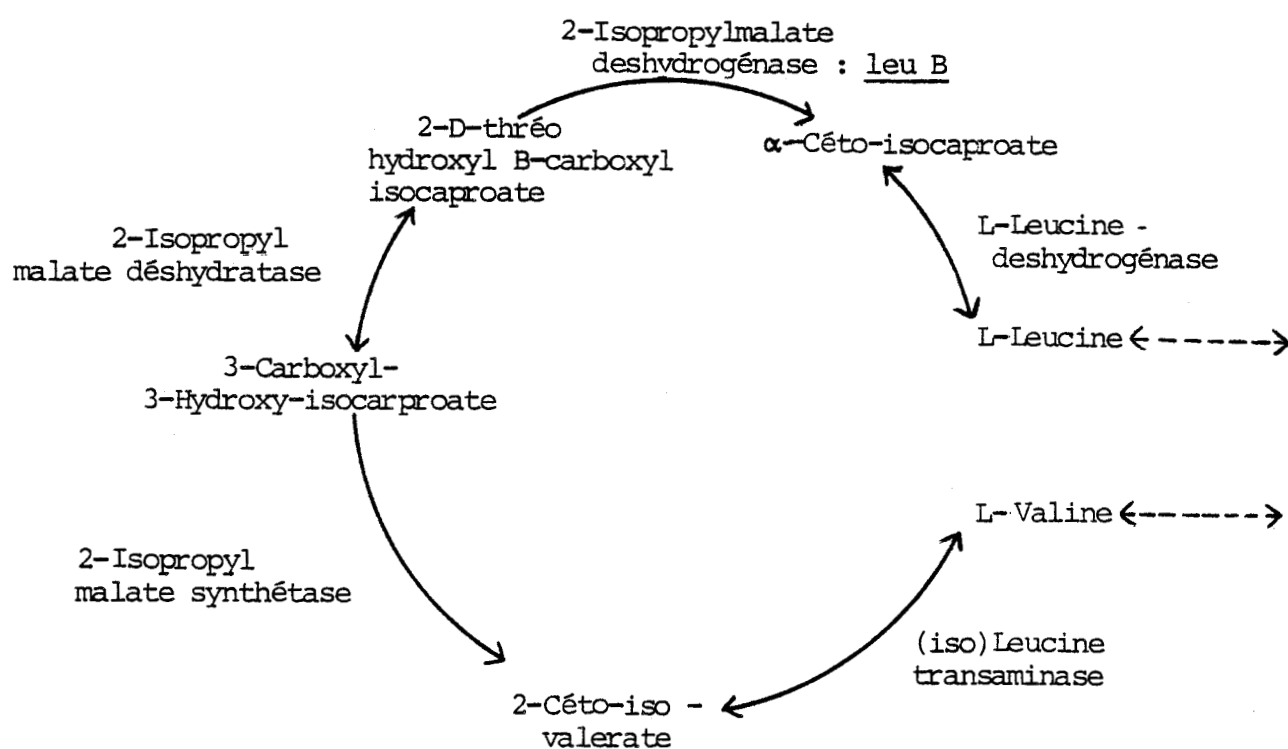 2-Isopropylmalate
deshydrogénase : leu B
2-D-thréo
hydroxyl B-carboxyl
isocaproate
α-Céto-isocaproate
2-Isopropyl
malate déshydratase
L-Leucine -
deshydrogénase
L-Leucine
3-Carboxyl-
3-Hydroxy-isocarproate
L-Valine
2-Isopropyl
malate synthétase
(iso)Leucine
transaminase
2-Céto-iso -
valerate